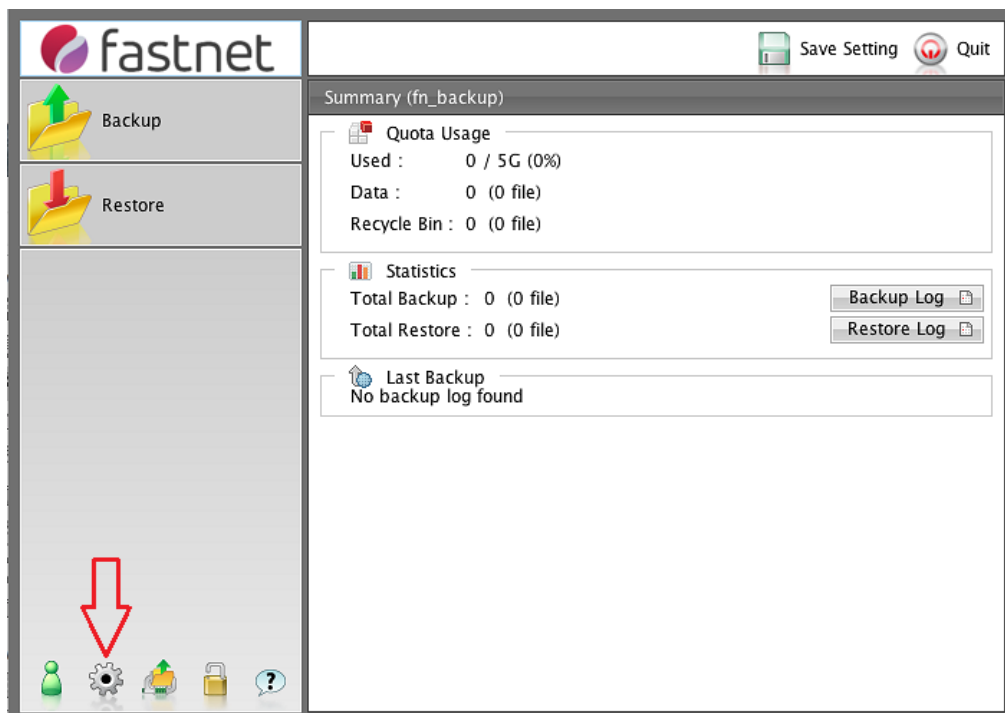 fastnet
Save Setting
Quit
Backup
Restore
Summary (fn_backup)
Quota Usage
Used : 0 / 5G (0%)
Data : 0 (0 file)
Recycle Bin : 0 (0 file)
Statistics
Total Backup : 0 (0 file)
Backup Log
Total Restore : 0 (0 file)
Restore Log
Last Backup
No backup log found
?